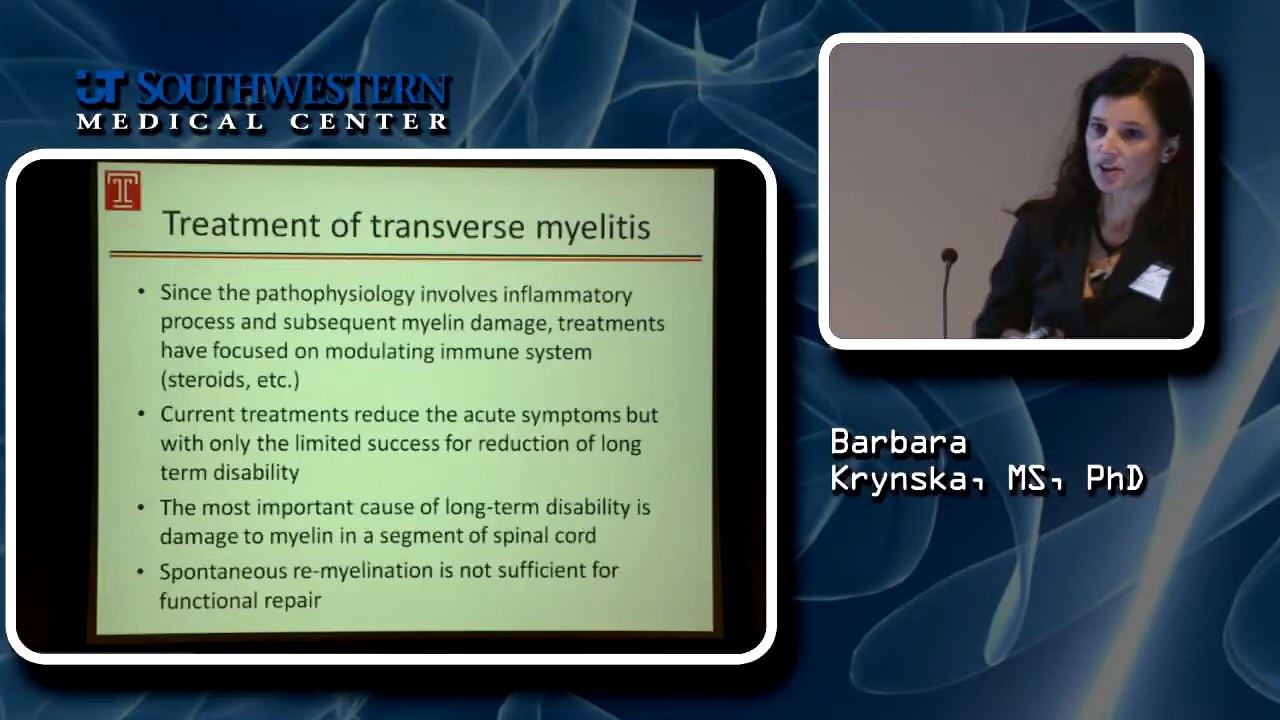 UT SOUTHWESTERN
MEDICAL CENTER
T
Treatment of transverse myelitis
• Since the pathophysiology involves inflammatory
process and subsequent myelin damage, treatments
have focused on modulating immune system
(steroids, etc.)
• Current treatments reduce the acute symptoms but
with only the limited success for reduction of long
term disability
• The most important cause of long-term disability is
damage to myelin in a segment of spinal cord
• Spontaneous re-myelination is not sufficient for
functional repair
Barbara
Krynska, MS, PhD